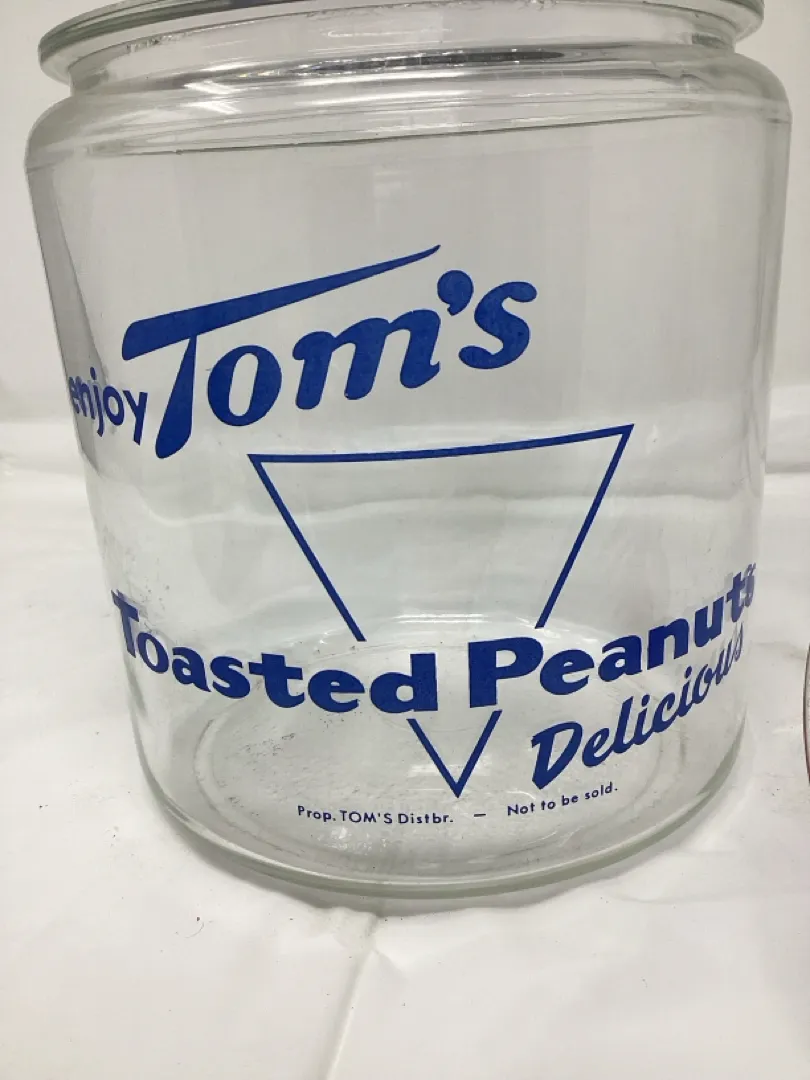 enjoy Tom's
Toasted Peanuts
Delicious
Prop. TOM'S Distbr. — Not to be sold.